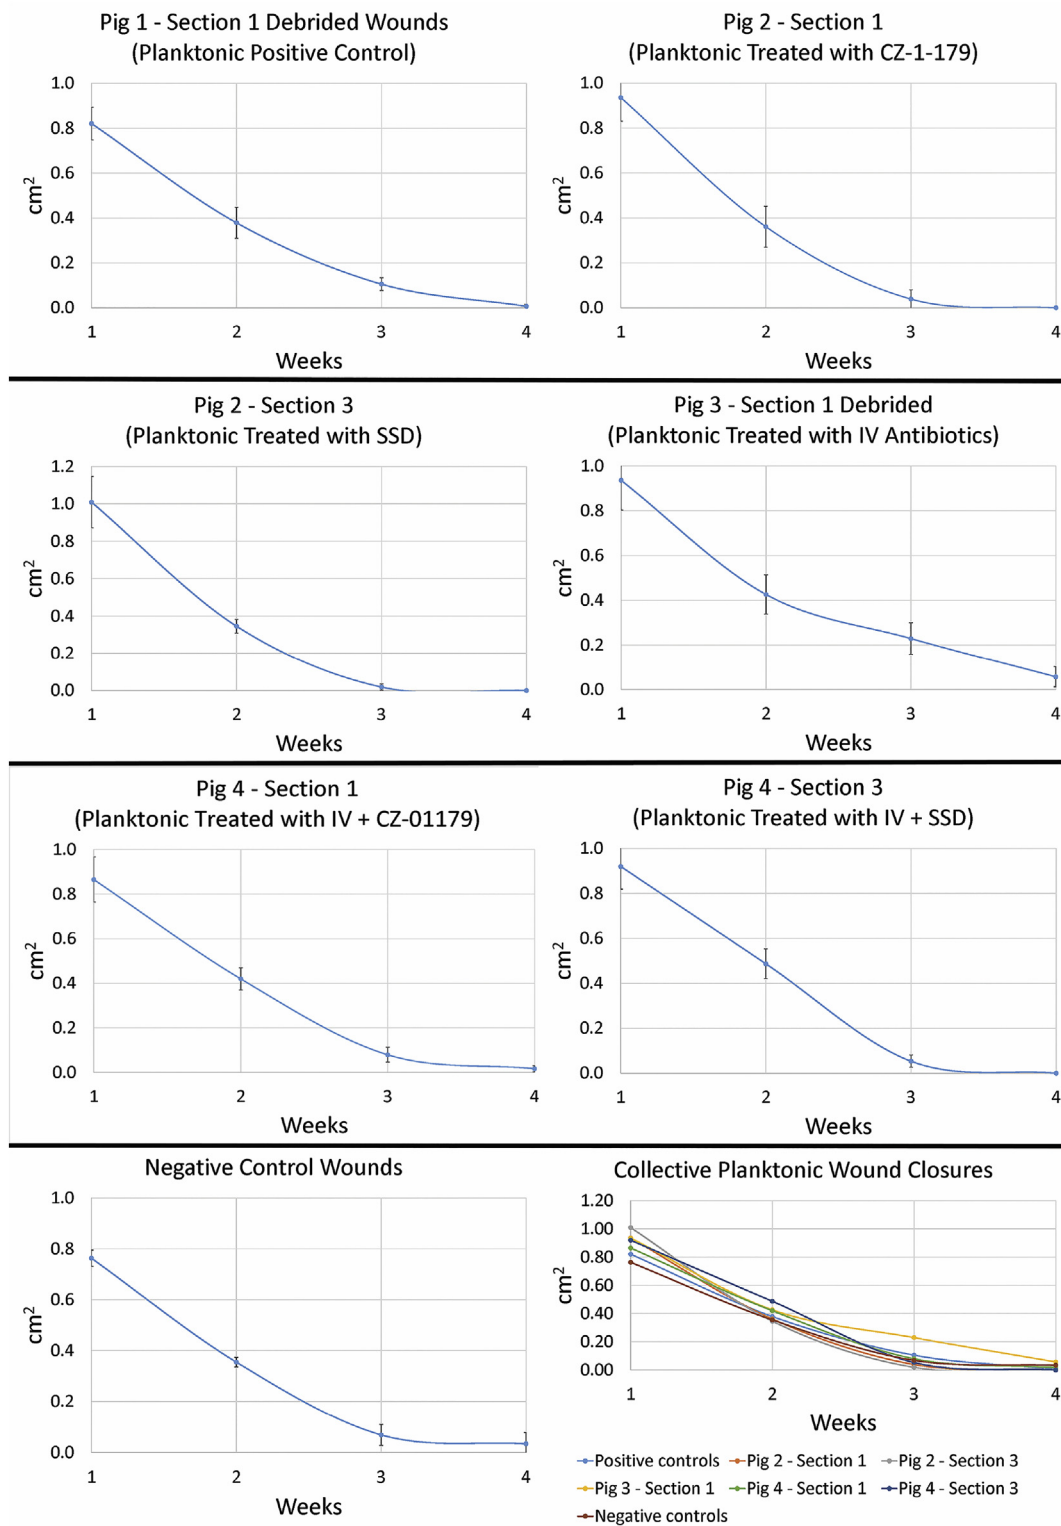 Pig 1 - Section 1 Debrided Wounds
(Planktonic Positive Control)
1.0
0.8
0.6
0.4
0.2
0.0
cm²
1 2 3 4
Weeks
Pig 2 - Section 1
(Planktonic Treated with CZ-1-179)
1.0
0.8
0.6
0.4
0.2
0.0
cm²
1 2 3 4
Weeks
Pig 2 - Section 3
(Planktonic Treated with SSD)
1.2
1.0
0.8
0.6
0.4
0.2
0.0
cm²
1 2 3 4
Weeks
Pig 3 - Section 1 Debrided
(Planktonic Treated with IV Antibiotics)
1.0
0.8
0.6
0.4
0.2
0.0
cm²
1 2 3 4
Weeks
Pig 4 - Section 1
(Planktonic Treated with IV + CZ-01179)
1.0
0.8
0.6
0.4
0.2
0.0
cm²
1 2 3 4
Weeks
Pig 4 - Section 3
(Planktonic Treated with IV + SSD)
1.0
0.8
0.6
0.4
0.2
0.0
cm²
1 2 3 4
Weeks
Negative Control Wounds
1.0
0.8
0.6
0.4
0.2
0.0
cm²
1 2 3 4
Weeks
Collective Planktonic Wound Closures
1.20
1.00
0.80
0.60
0.40
0.20
0.00
cm²
1 2 3 4
Weeks
Positive controls Pig 2 - Section 1 Pig 2 - Section 3
Pig 3 - Section 1 Pig 4 - Section 1 Pig 4 - Section 3
Negative controls